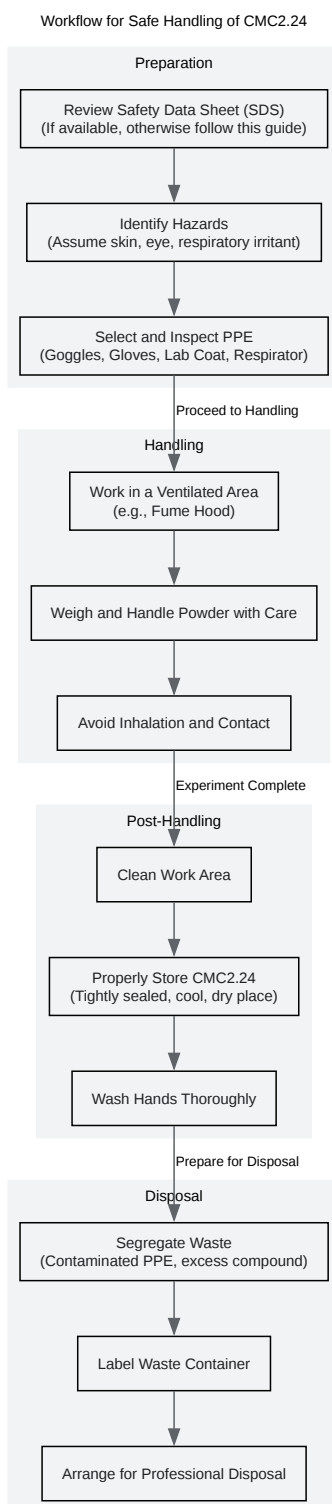 Workflow for Safe Handling of CMC2.24
Preparation
Review Safety Data Sheet (SDS)
(If available, otherwise follow this guide)
Identify Hazards
(Assume skin, eye, respiratory irritant)
Select and Inspect PPE
(Goggles, Gloves, Lab Coat, Respirator)
Proceed to Handling
Handling
Work in a Ventilated Area
(e.g., Fume Hood)
Weigh and Handle Powder with Care
Avoid Inhalation and Contact
Experiment Complete
Post-Handling
Clean Work Area
Properly Store CMC2.24
(Tightly sealed, cool, dry place)
Wash Hands Thoroughly
Prepare for Disposal
Disposal
Segregate Waste
(Contaminated PPE, excess compound)
Label Waste Container
Arrange for Professional Disposal